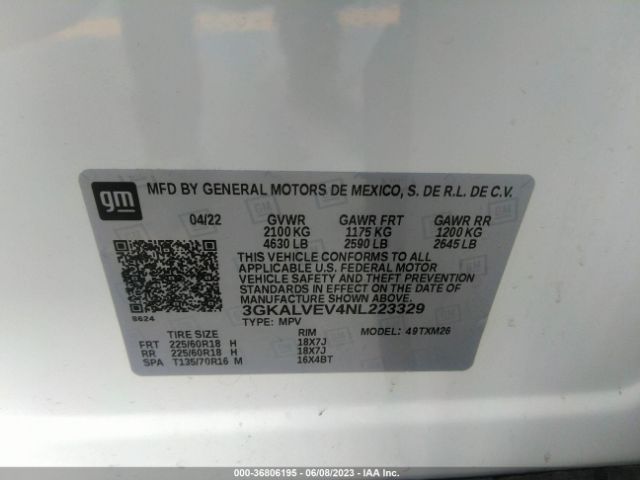 gm
MFD BY GENERAL MOTORS DE MEXICO, S. DE R.L. DE C.V.
04/22 GVWR GAWR FRT GAWR RR
2100 KG 1175 KG 1200 KG
4630 LB 2590 LB 2645 LB
THIS VEHICLE CONFORMS TO ALL
APPLICABLE U.S. FEDERAL MOTOR
VEHICLE SAFETY AND THEFT PREVENTION
STANDARDS IN EFFECT ON THE DATE OF
MANUFACTURE SHOWN ABOVE.
3GKALVEV4NL223329
8624 TYPE: MPV
TIRE SIZE RIM MODEL: 49TXM26
FRT 225/60R18 H 18X7J
RR 225/60R18 H 18X7J
SPA T135/70R16 M 16X4BT
000-36806195 - 06/08/2023 - IAA Inc.